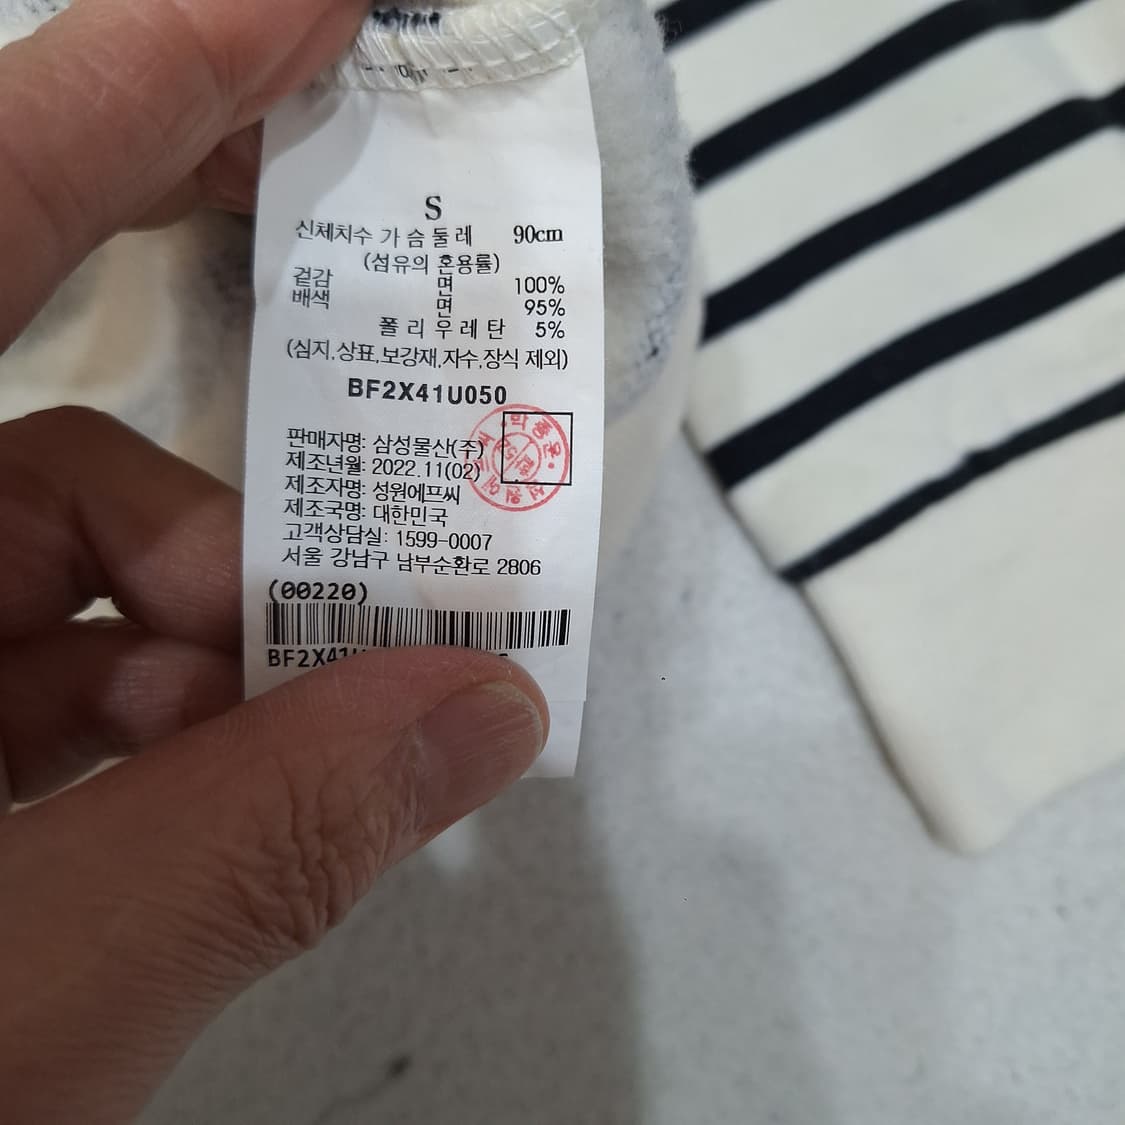 S
신체치수 가슴둘레 90cm
(섬유의 혼용률)
겉감 면 100%
배색 면 95%
폴리우레탄 5%
(심지,상표,보강재,자수,장식 제외)
BF2X41U050
판매자명: 삼성물산(주)
제조년월: 2022.11(02)
제조자명: 성원에프씨
제조국명: 대한민국
고객상담실: 1599-0007
서울 강남구 남부순환로 2806
(00220)